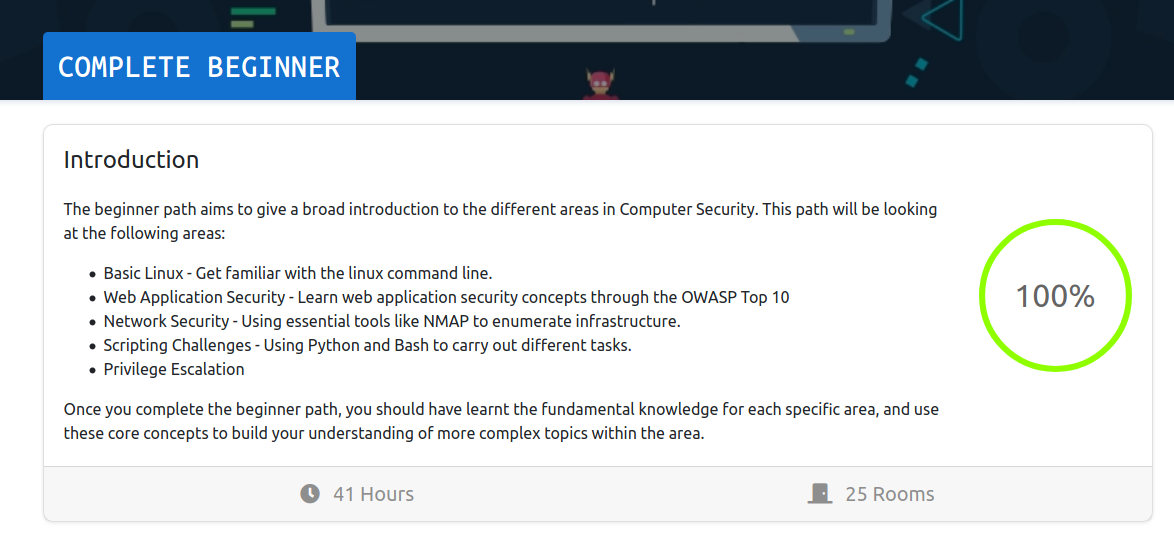 COMPLETE BEGINNER
Introduction
The beginner path aims to give a broad introduction to the different areas in Computer Security. This path will be looking
at the following areas:
Basic Linux - Get familiar with the linux command line.
Web Application Security - Learn web application security concepts through the OWASP Top 10
Network Security - Using essential tools like NMAP to enumerate infrastructure.
Scripting Challenges - Using Python and Bash to carry out different tasks.
Privilege Escalation
Once you complete the beginner path, you should have learnt the fundamental knowledge for each specific area, and use
these core concepts to build your understanding of more complex topics within the area.
100%
41 Hours
25 Rooms